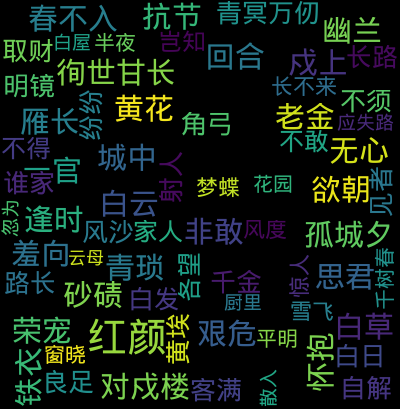 春不入
抗节
青冥万仞
幽兰
取财
白屋
半夜
岂知
回合
戍上
长路
徇世甘长
明镜
纷纷
黄花
长不来
不须
雁长
角弓
老金
应失路
不敢
无心
不得
一官
城中
射人
谁家
梦蝶
花园
欲朝
见者
白云
忽为
逢时
风沙
家人
非敢
风度
孤城夕
羞向
云母
青琐
名望
千金
惊人
思君
千树春
路长
砂碛
白发
厨里
雪飞
荣宠
红颜
黄埃
艰危
平明
白草
铁衣
窗晓
怀抱
白日
良足
对戍楼
客满
散入
自解